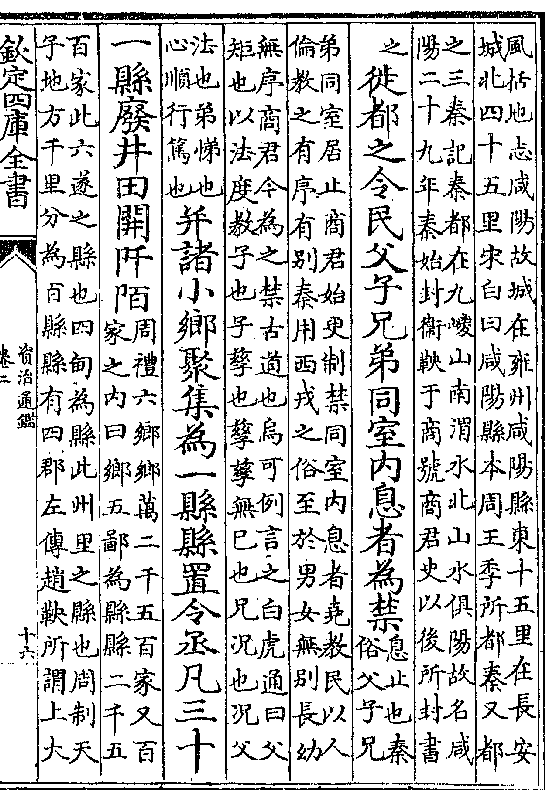 風括地志咸陽故城在雍州咸陽縣東十五里在長安
城北四十五里宋白曰咸陽縣本周王季所都秦又都
之三秦記秦都在九嵕山南渭水北山水俱陽故名咸
陽二十九年秦始封衛鞅于商號商君史以後所封書
之
徙都之令民父子兄弟同室內息者為禁
息止也秦
俗父子兄
弟同室居止商君始更制禁同室內息者堯教民以人
倫教之有序有別秦用西戎之俗至於男女無別長幼
無序商君今為之禁古道也烏可例言之白虎通曰父
矩也以法度教子也子孳也孳孳無已也兄况也况父
法也弟悌也
心順行篤也
并諸小鄉聚集為一縣縣置令丞凡三十
一縣廢井田開阡陌
周禮六鄉鄉萬二千五百家又百
家之內曰鄉五鄙為縣縣二千五
百家此六遂之縣也四甸為縣此州里之縣也周制天
子地方千里分為百縣縣有四郡左傳趙鞅所謂上大
欽定四庫全書
資治通鑑
卷二
十六